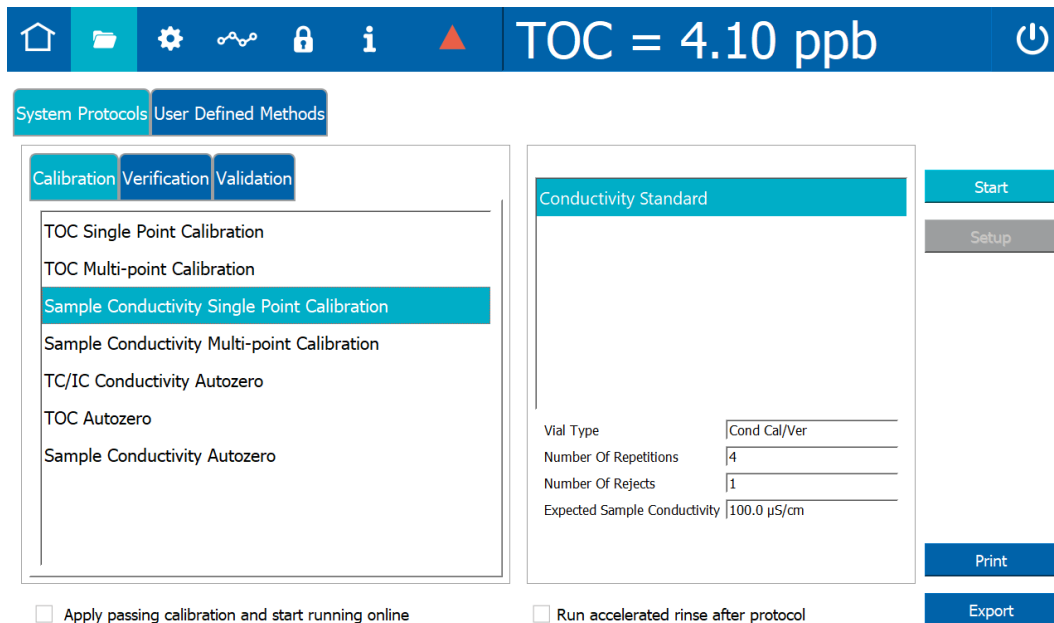 TOC = 4.10 ppb
System Protocols User Defined Methods
Calibration Verification Validation
TOC Single Point Calibration
TOC Multi-point Calibration
Sample Conductivity Single Point Calibration
Sample Conductivity Multi-point Calibration
TC/IC Conductivity Autozero
TOC Autozero
Sample Conductivity Autozero
Conductivity Standard
Vial Type Cond Cal/Ver
Number Of Repetitions 4
Number Of Rejects 1
Expected Sample Conductivity 100.0 µS/cm
Start
Setup
Print
Export
Apply passing calibration and start running online
Run accelerated rinse after protocol